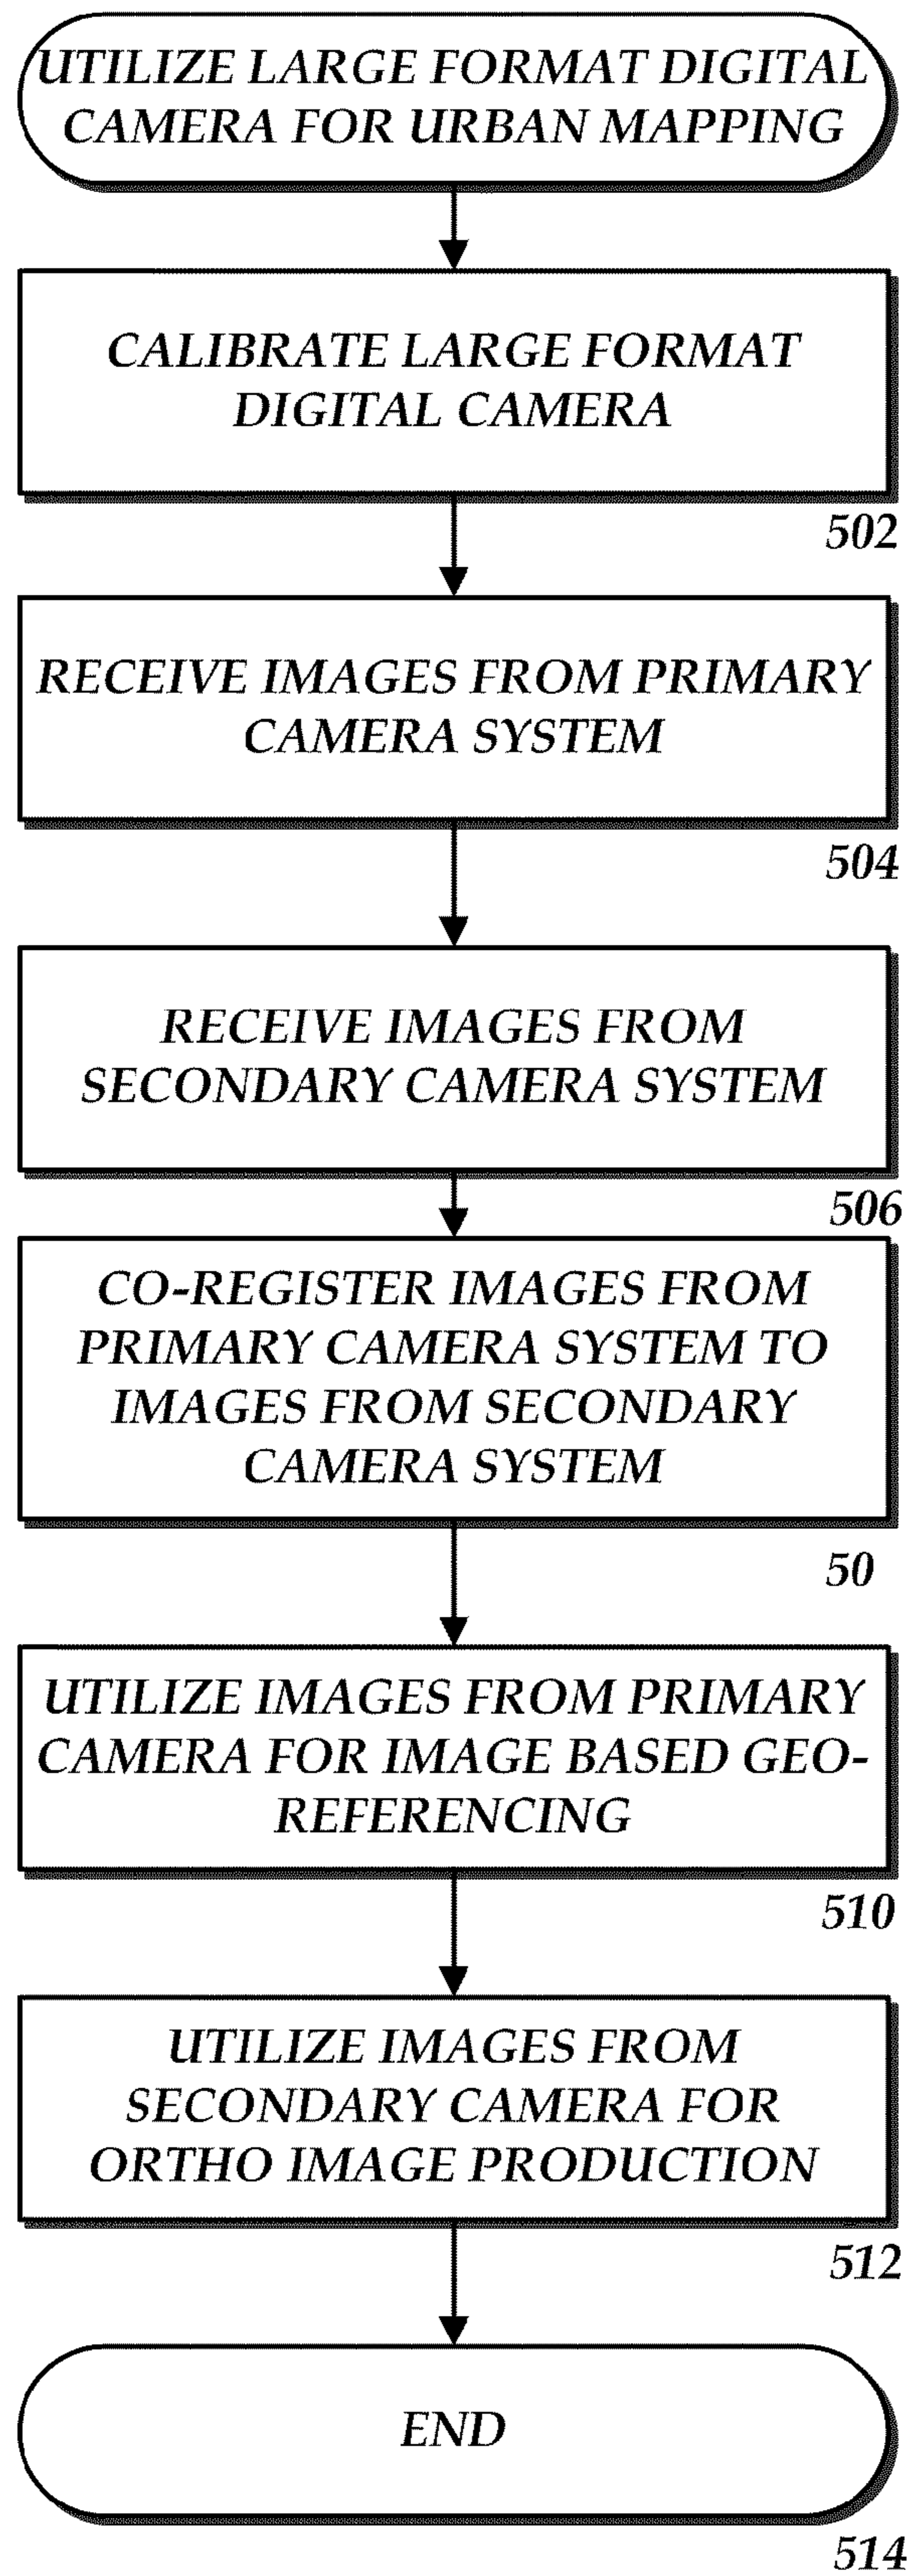 UTILIZE LARGE FORMAT DIGITAL
CAMERA FOR URBAN MAPPING
CALIBRATE LARGE FORMAT
DIGITAL CAMERA
502
RECEIVE IMAGES FROM PRIMARY
CAMERA SYSTEM
504
RECEIVE IMAGES FROM
SECONDARY CAMERA SYSTEM
506
CO-REGISTER IMAGES FROM
PRIMARY CAMERA SYSTEM TO
IMAGES FROM SECONDARY
CAMERA SYSTEM
50
UTILIZE IMAGES FROM PRIMARY
CAMERA FOR IMAGE BASED GEO-
REFERENCING
510
UTILIZE IMAGES FROM
SECONDARY CAMERA FOR
ORTHO IMAGE PRODUCTION
512
END
514